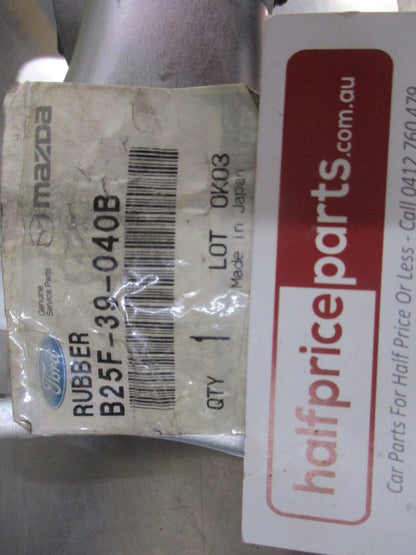 mazda
Genuine
Service Parts
Ford
RUBBER
B25F-39-040B
QTY 1 LOT 0K03
Made in Japan
halfpriceparts.com.au
Car Parts For Half Price Or Less - Call 0412 760 479